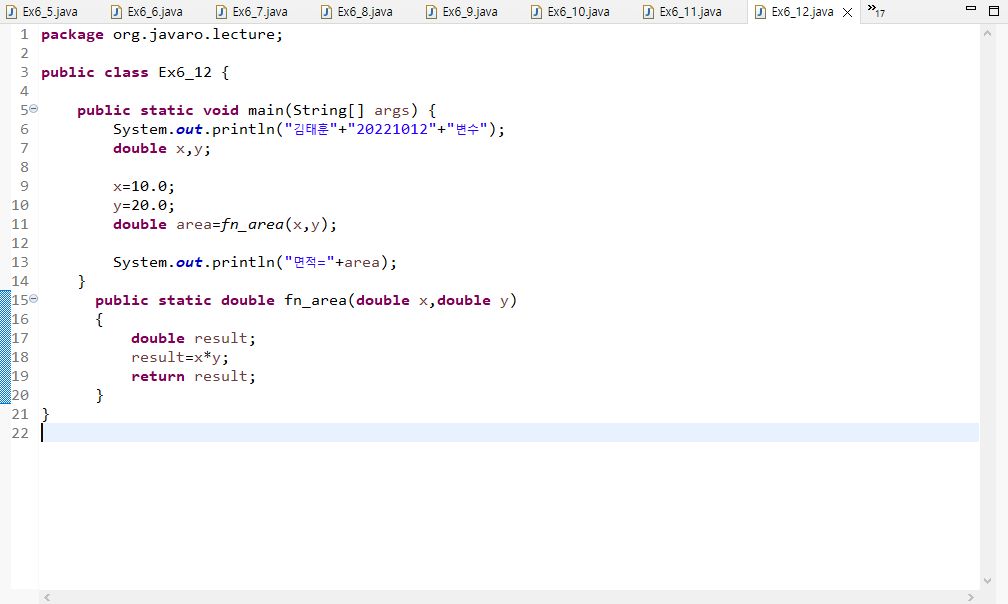 Ex6_5.java Ex6_6.java Ex6_7.java Ex6_8.java Ex6_9.java Ex6_10.java Ex6_11.java Ex6_12.java »17
1 package org.javaro.lecture;
2
3 public class Ex6_12 {
4
5 public static void main(String[] args) {
6 System.out.println("김태훈"+"20221012"+"변수");
7 double x,y;
8
9 x=10.0;
10 y=20.0;
11 double area=fn_area(x,y);
12
13 System.out.println("면적="+area);
14 }
15 public static double fn_area(double x,double y)
16 {
17 double result;
18 result=x*y;
19 return result;
20 }
21 }
22